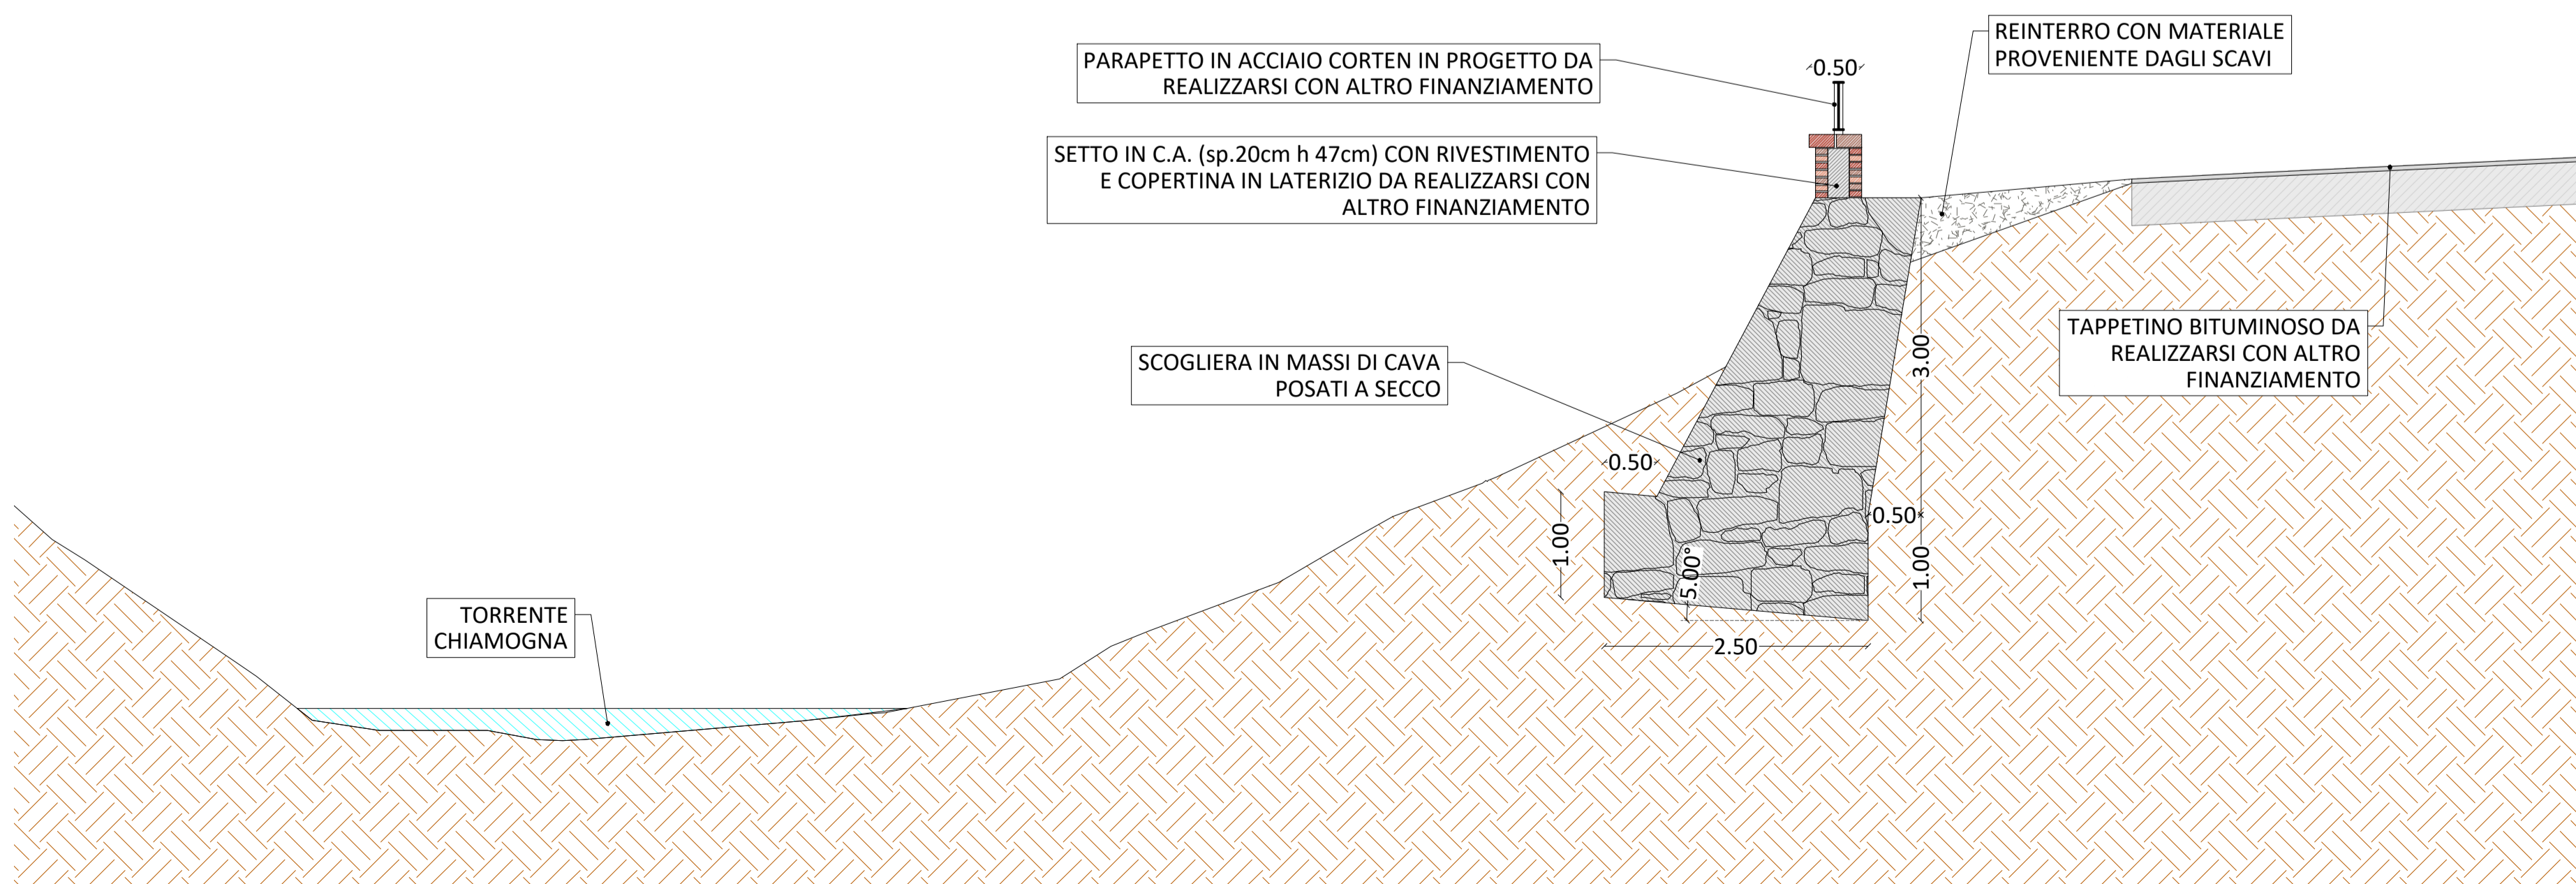 REINTERRO CON MATERIALE
PROVENIENTE DAGLI SCAVI
PARAPETTO IN ACCIAIO CORTEN IN PROGETTO DA
REALIZZARSI CON ALTRO FINANZIAMENTO
0.50
SETTO IN C.A. (sp.20cm h 47cm) CON RIVESTIMENTO
E COPERTINA IN LATERIZIO DA REALIZZARSI CON
ALTRO FINANZIAMENTO
TAPPETINO BITUMINOSO DA
REALIZZARSI CON ALTRO
FINANZIAMENTO
SCOGLIERA IN MASSI DI CAVA
POSATI A SECCO
3.00
0.50
0.50
1.00
1.00
5.00°
2.50
TORRENTE
CHIAMOGNA